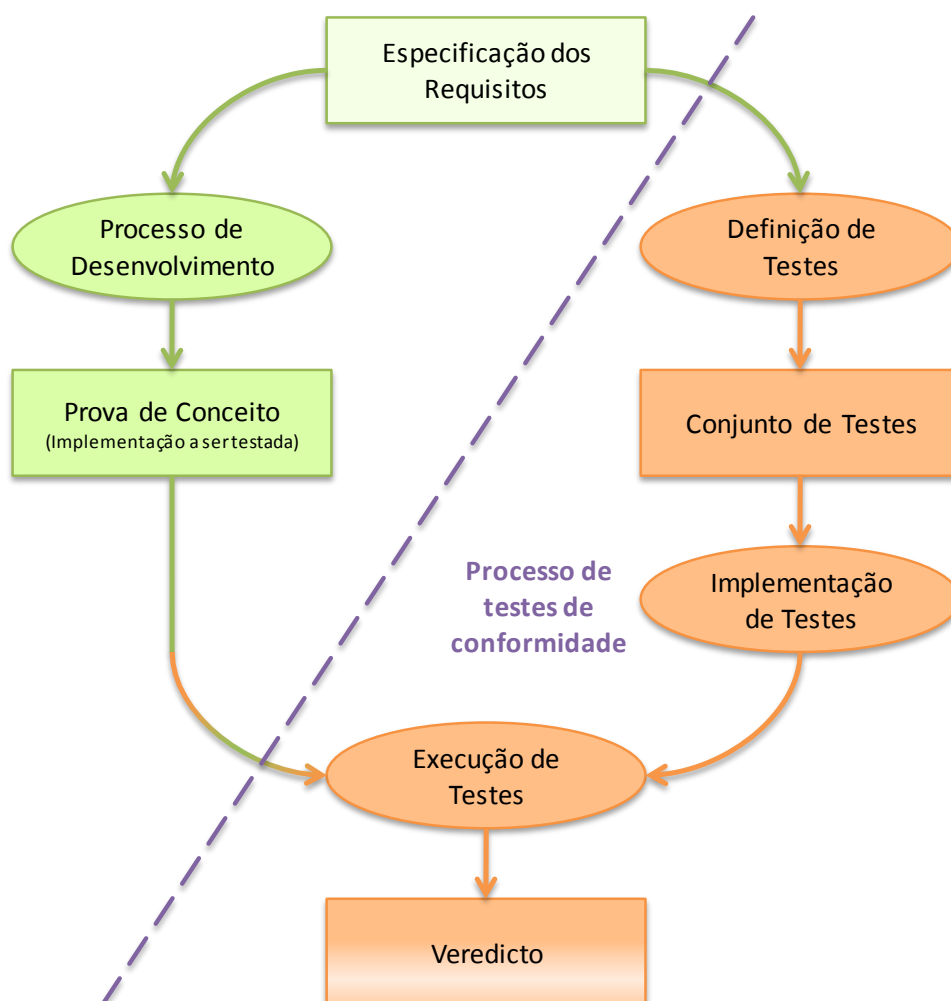 Especificação dos
Requisitos
Processo de
Desenvolvimento
Definição de
Testes
Prova de Conceito
(Implementação a ser testada)
Conjunto de Testes
Processo de
testes de
conformidade
Implementação
de Testes
Execução de
Testes
Veredicto